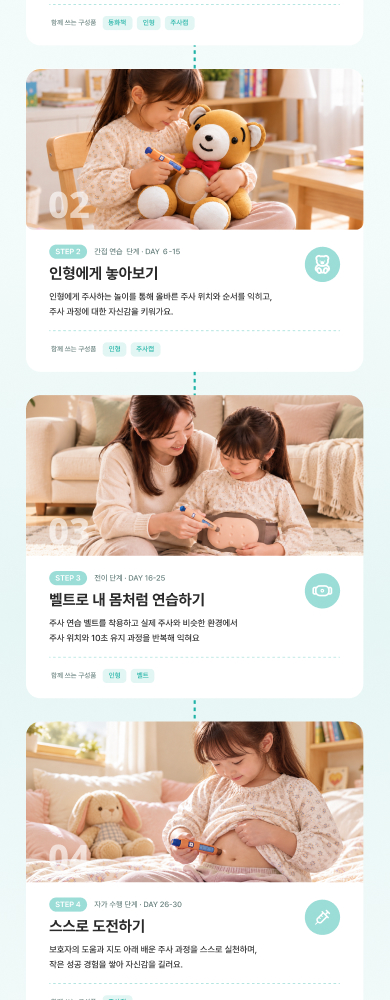 함께 쓰는 구성품 동화책 인형 주사캡
02
STEP 2 간접 연습 단계 · DAY 6-15
인형에게 놓아보기
인형에게 주사하는 놀이를 통해 올바른 주사 위치와 순서를 익히고,
주사 과정에 대한 자신감을 키워가요.
함께 쓰는 구성품 인형 주사캡
03
STEP 3 전이 단계 · DAY 16-25
벨트로 내 몸처럼 연습하기
주사 연습 벨트를 착용하고 실제 주사와 비슷한 환경에서
주사 위치와 10초 유지 과정을 반복해 익혀요
함께 쓰는 구성품 인형 벨트
04
STEP 4 자가 수행 단계 · DAY 26-30
스스로 도전하기
보호자의 도움과 지도 아래 배운 주사 과정을 스스로 실천하며,
작은 성공 경험을 쌓아 자신감을 길러요.